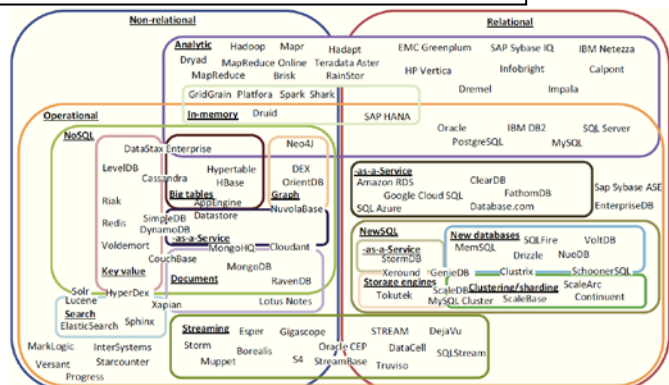 Non-relational
Relational
Analytic Hadoop Mapr Hadapt EMC Greenplum SAP Sybase IQ IBM Netezza
Dryad MapReduce Online Teradata Aster
MapReduce Brisk RainStor HP Vertica Infobright Calpont
GridGrain Platfora Spark Shark Dremel Impala
In-memory Druid SAP HANA
Operational
NoSQL
Oracle IBM DB2 SQL Server
PostgreSQL MySQL
DataStax Enterprise
Neo4J
LevelDB
Cassandra
Hypertable
HBase
Big tables
DEX
OrientDB
Graph
AppEngine
Datastore
NuvolaBase
Riak
Redis
SimpleDB
DynamoDB
Voldemort
-as-a-Service
MongoHQ Cloudant
CouchBase
Key value
Document
MongoDB
RavenDB
Lotus Notes
Solr
Lucene
HyperDex
Xapian
Search
ElasticSearch Sphinx
-as-a-Service
Amazon RDS ClearDB
Google Cloud SQL FathomDB
SQL Azure Database.com
Sap Sybase ASE
EnterpriseDB
NewSQL
-as-a-Service
StormDB
Xeround GenieDB
New databases
MemSQL SQLFire VoltDB
Drizzle NuoDB
Clustrix SchoonerSQL
Storage engines
Tokutek
ScaleDB
MySQL Cluster
Clustering/sharding
ScaleArc
ScaleBase Continuent
Streaming Esper Gigascope STREAM DejaVu
Storm Borealis Oracle CEP DataCell SQLStream
Muppet S4 StreamBase Truviso
MarkLogic InterSystems
Versant Starcounter
Progress